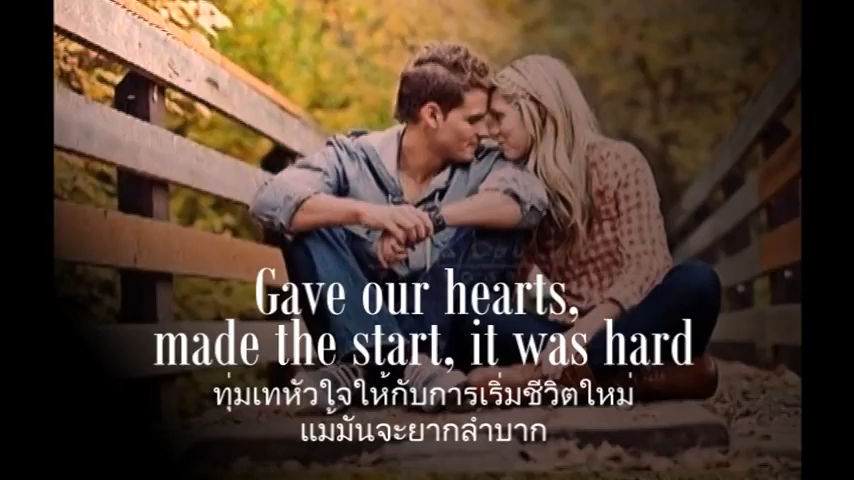 Gave our hearts,
made the start, it was hard
ทุ่มเทหัวใจให้กับการเริ่มชีวิตใหม่
แม้มันจะยากลำบาก